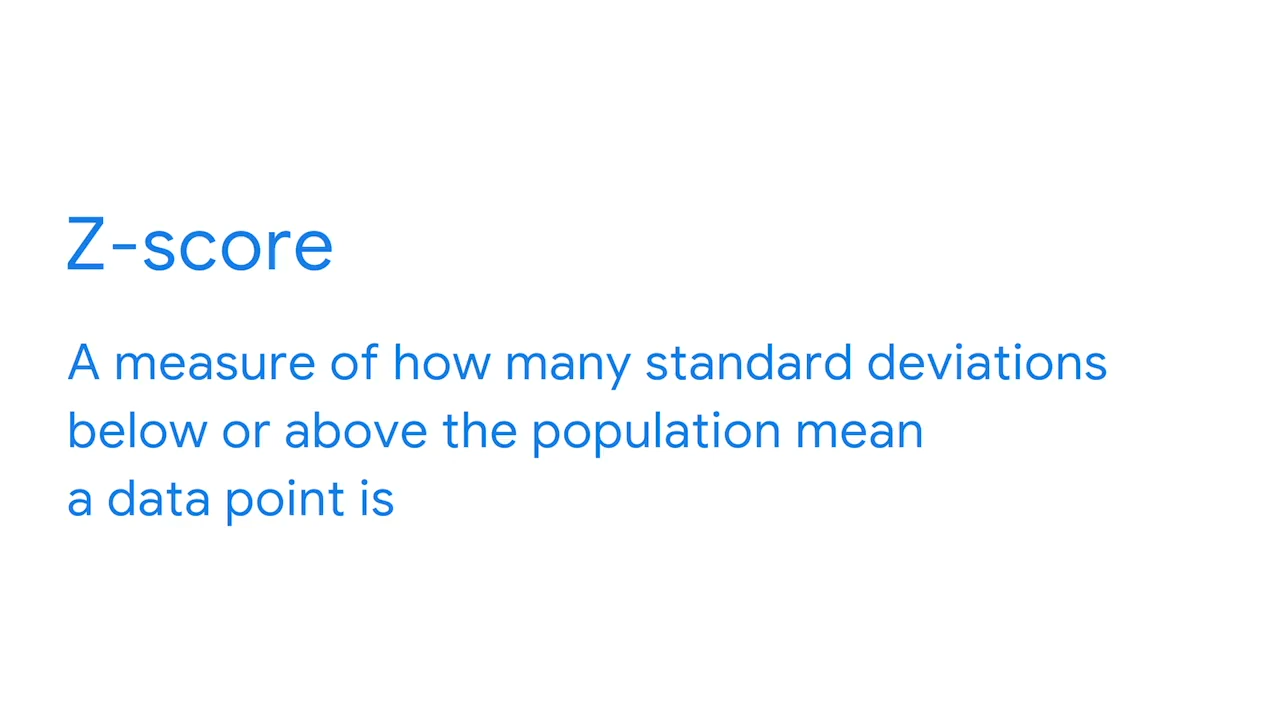 Z-score
A measure of how many standard deviations
below or above the population mean
a data point is